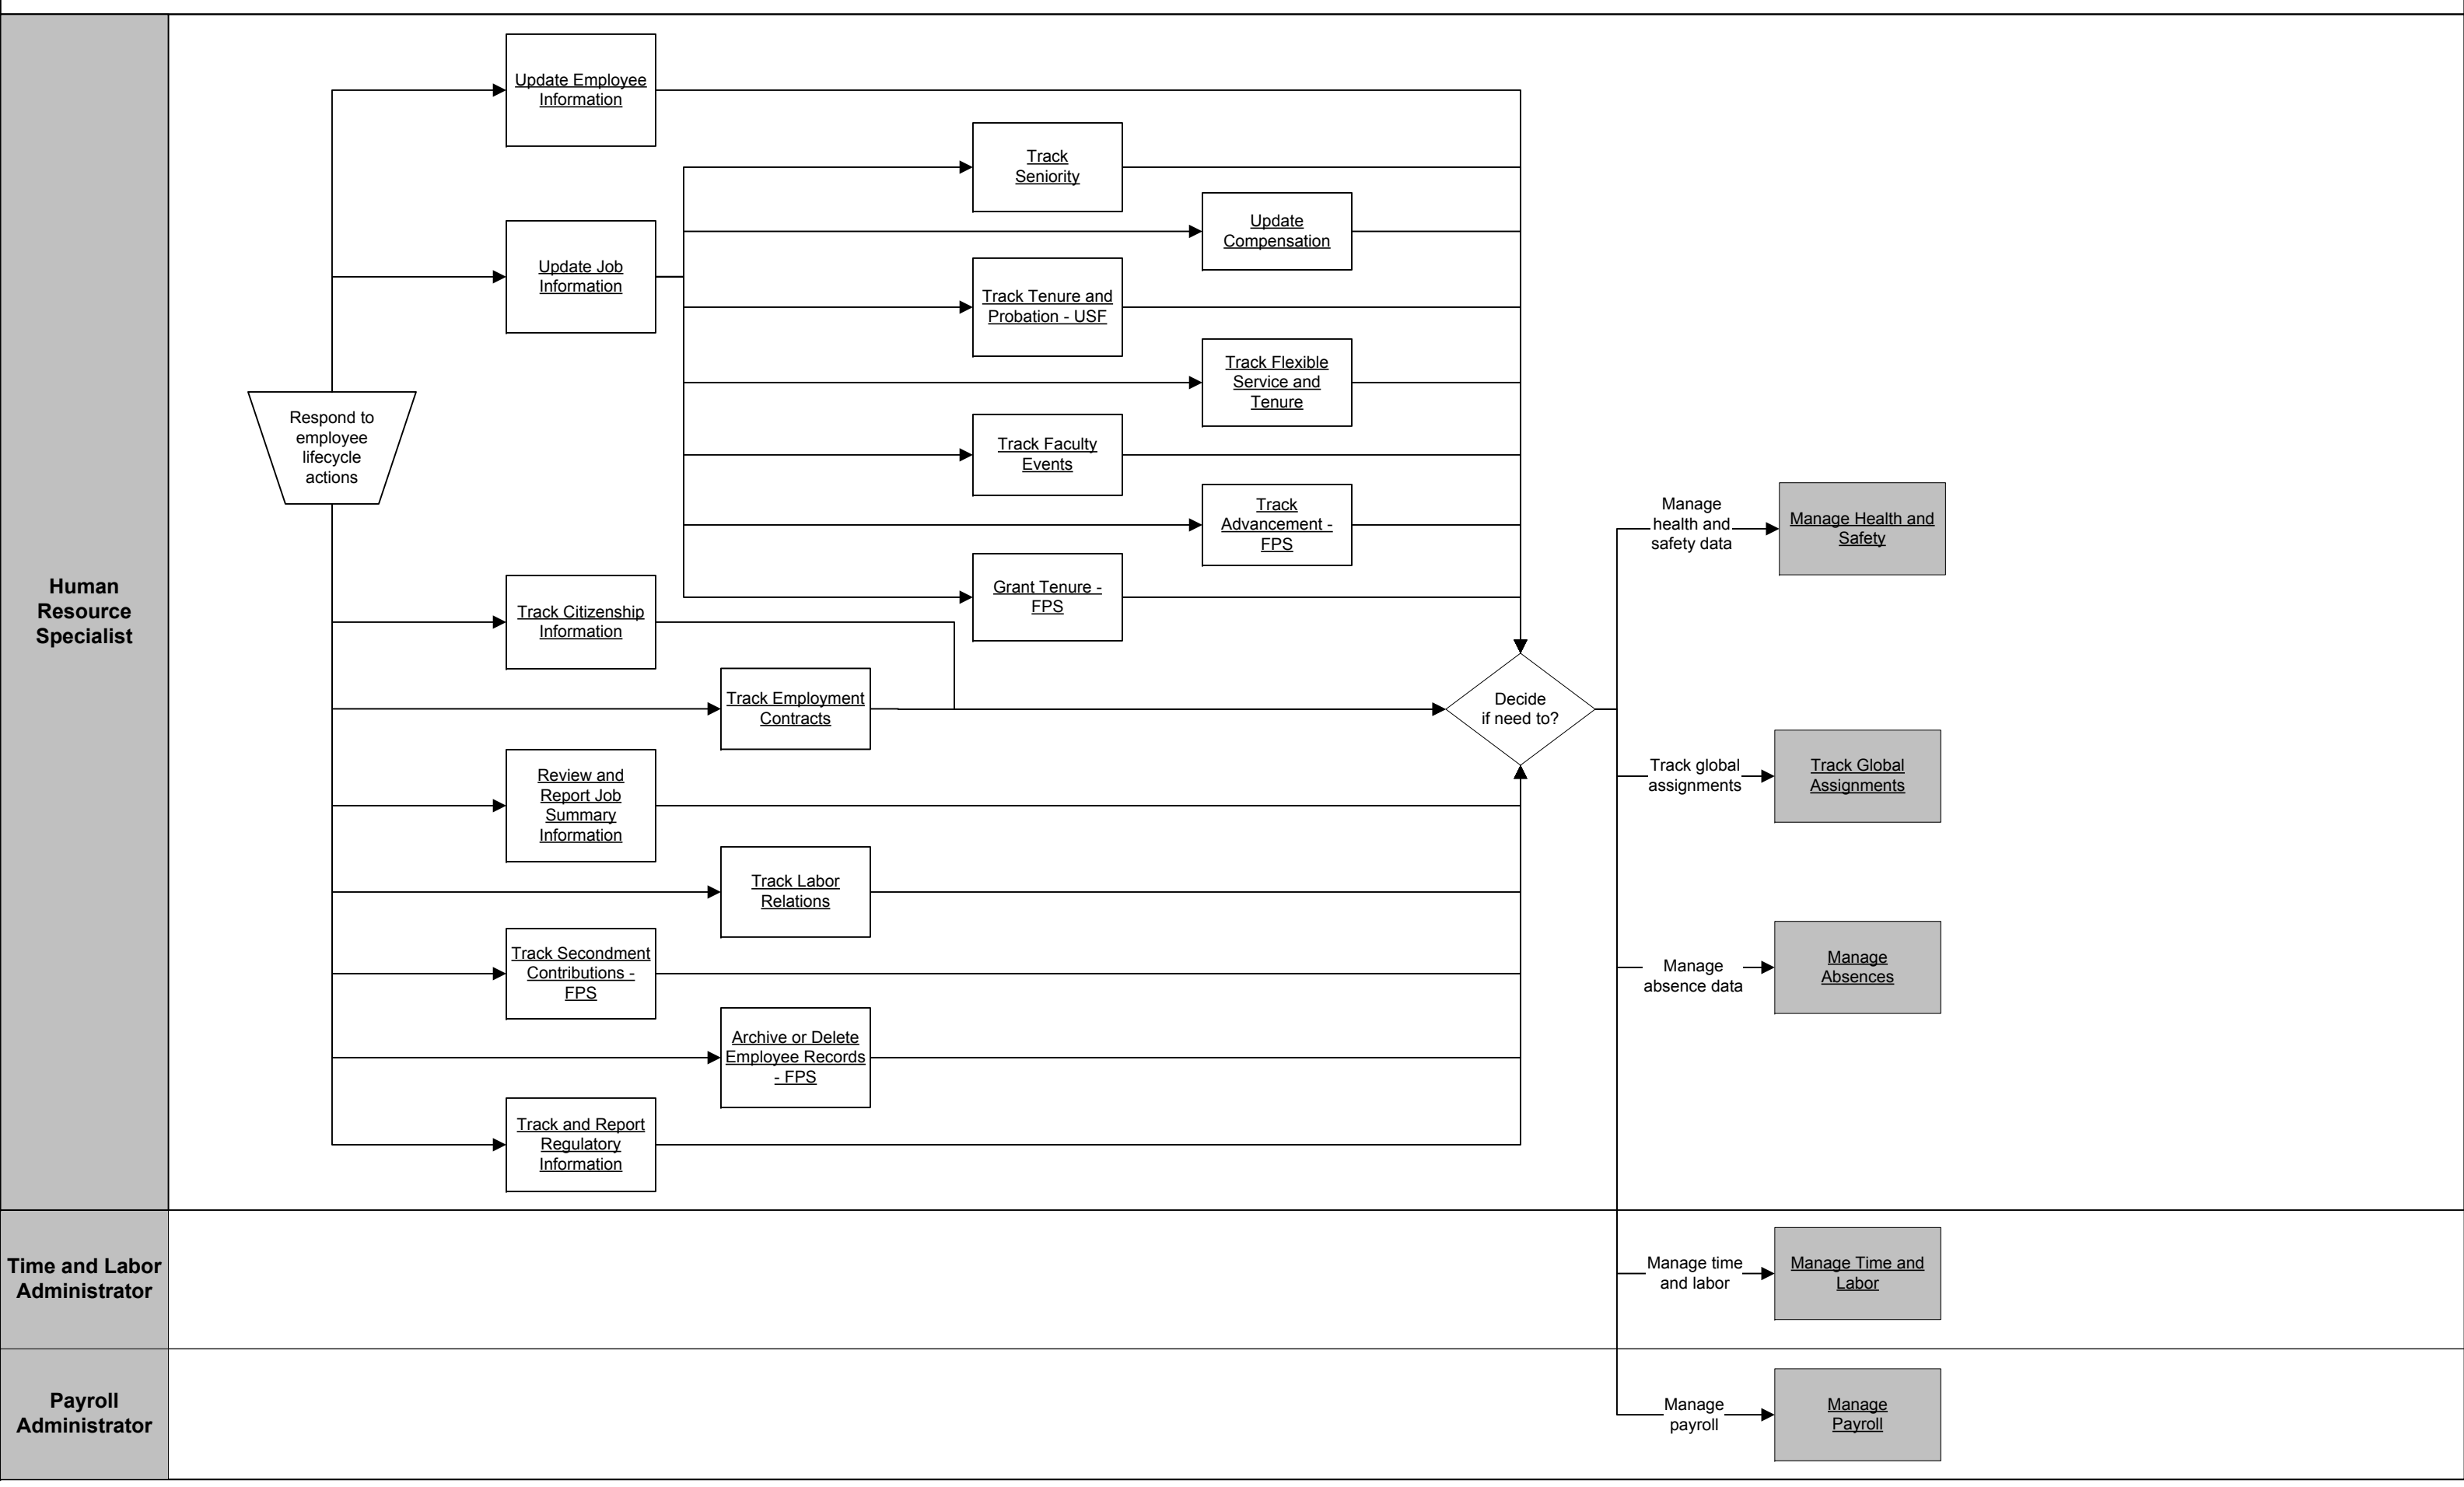 Human
Resource
Specialist
Respond to
employee
lifecycle
actions
Update Employee
Information
Update Job
Information
Track
Seniority
Update
Compensation
Track Tenure and
Probation - USF
Track Flexible
Service and
Tenure
Track Faculty
Events
Track
Advancement -
FPS
Grant Tenure -
FPS
Track Citizenship
Information
Track Employment
Contracts
Review and
Report Job
Summary
Information
Track Labor
Relations
Track Secondment
Contributions -
FPS
Archive or Delete
Employee Records
- FPS
Track and Report
Regulatory
Information
Decide
if need to?
Manage
health and
safety data
Manage Health and
Safety
Track global
assignments
Track Global
Assignments
Manage
absence data
Manage
Absences
Time and Labor
Administrator
Manage time
and labor
Manage Time and
Labor
Payroll
Administrator
Manage
payroll
Manage
Payroll